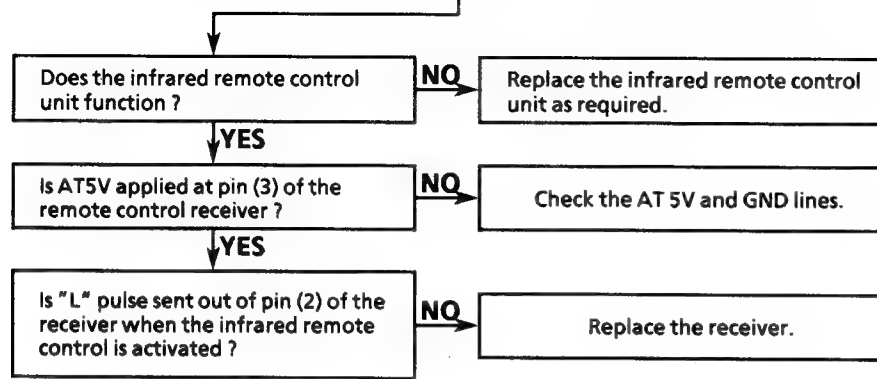 Does the infrared remote control
unit function ?
NO
Replace the infrared remote control
unit as required.
YES
Is AT5V applied at pin (3) of the
remote control receiver ?
NO
Check the AT 5V and GND lines.
YES
Is "L" pulse sent out of pin (2) of the
receiver when the infrared remote
control is activated ?
NO
Replace the receiver.